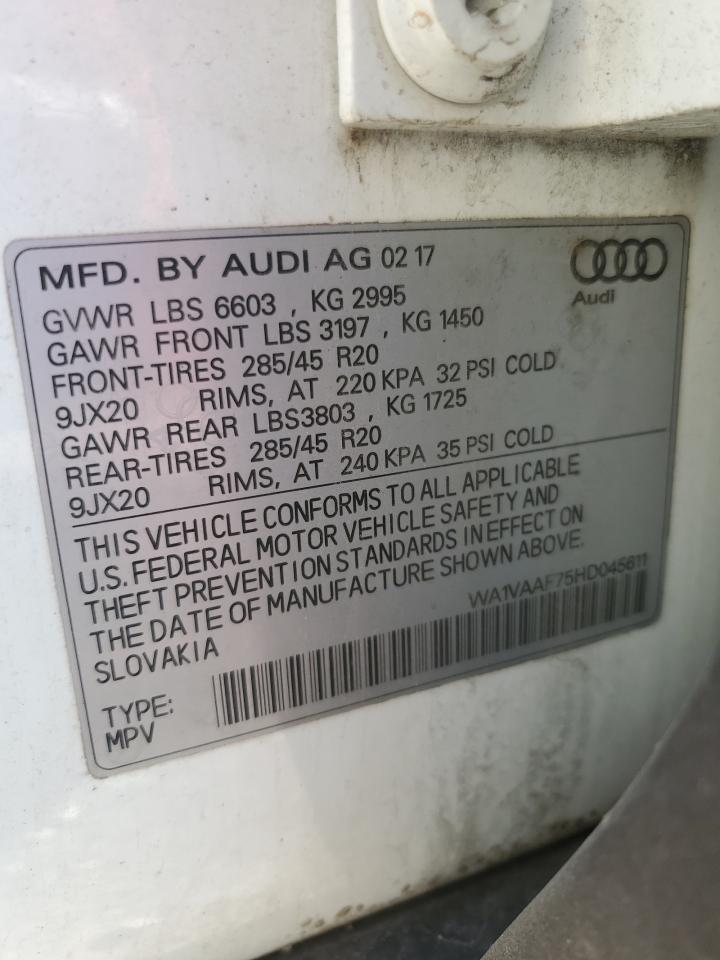 MFD. BY AUDI AG 02 17
Audi
GVWR LBS 6603 , KG 2995
GAWR FRONT LBS 3197 , KG 1450
FRONT-TIRES 285/45 R20
9JX20 RIMS, AT 220 KPA 32 PSI COLD
GAWR REAR LBS3803 , KG 1725
REAR-TIRES 285/45 R20
9JX20 RIMS, AT 240 KPA 35 PSI COLD
THIS VEHICLE CONFORMS TO ALL APPLICABLE
U.S. FEDERAL MOTOR VEHICLE SAFETY AND
THEFT PREVENTION STANDARDS IN EFFECT ON
THE DATE OF MANUFACTURE SHOWN ABOVE.
SLOVAKIA
WA1VAAF75HD045611
TYPE:
MPV